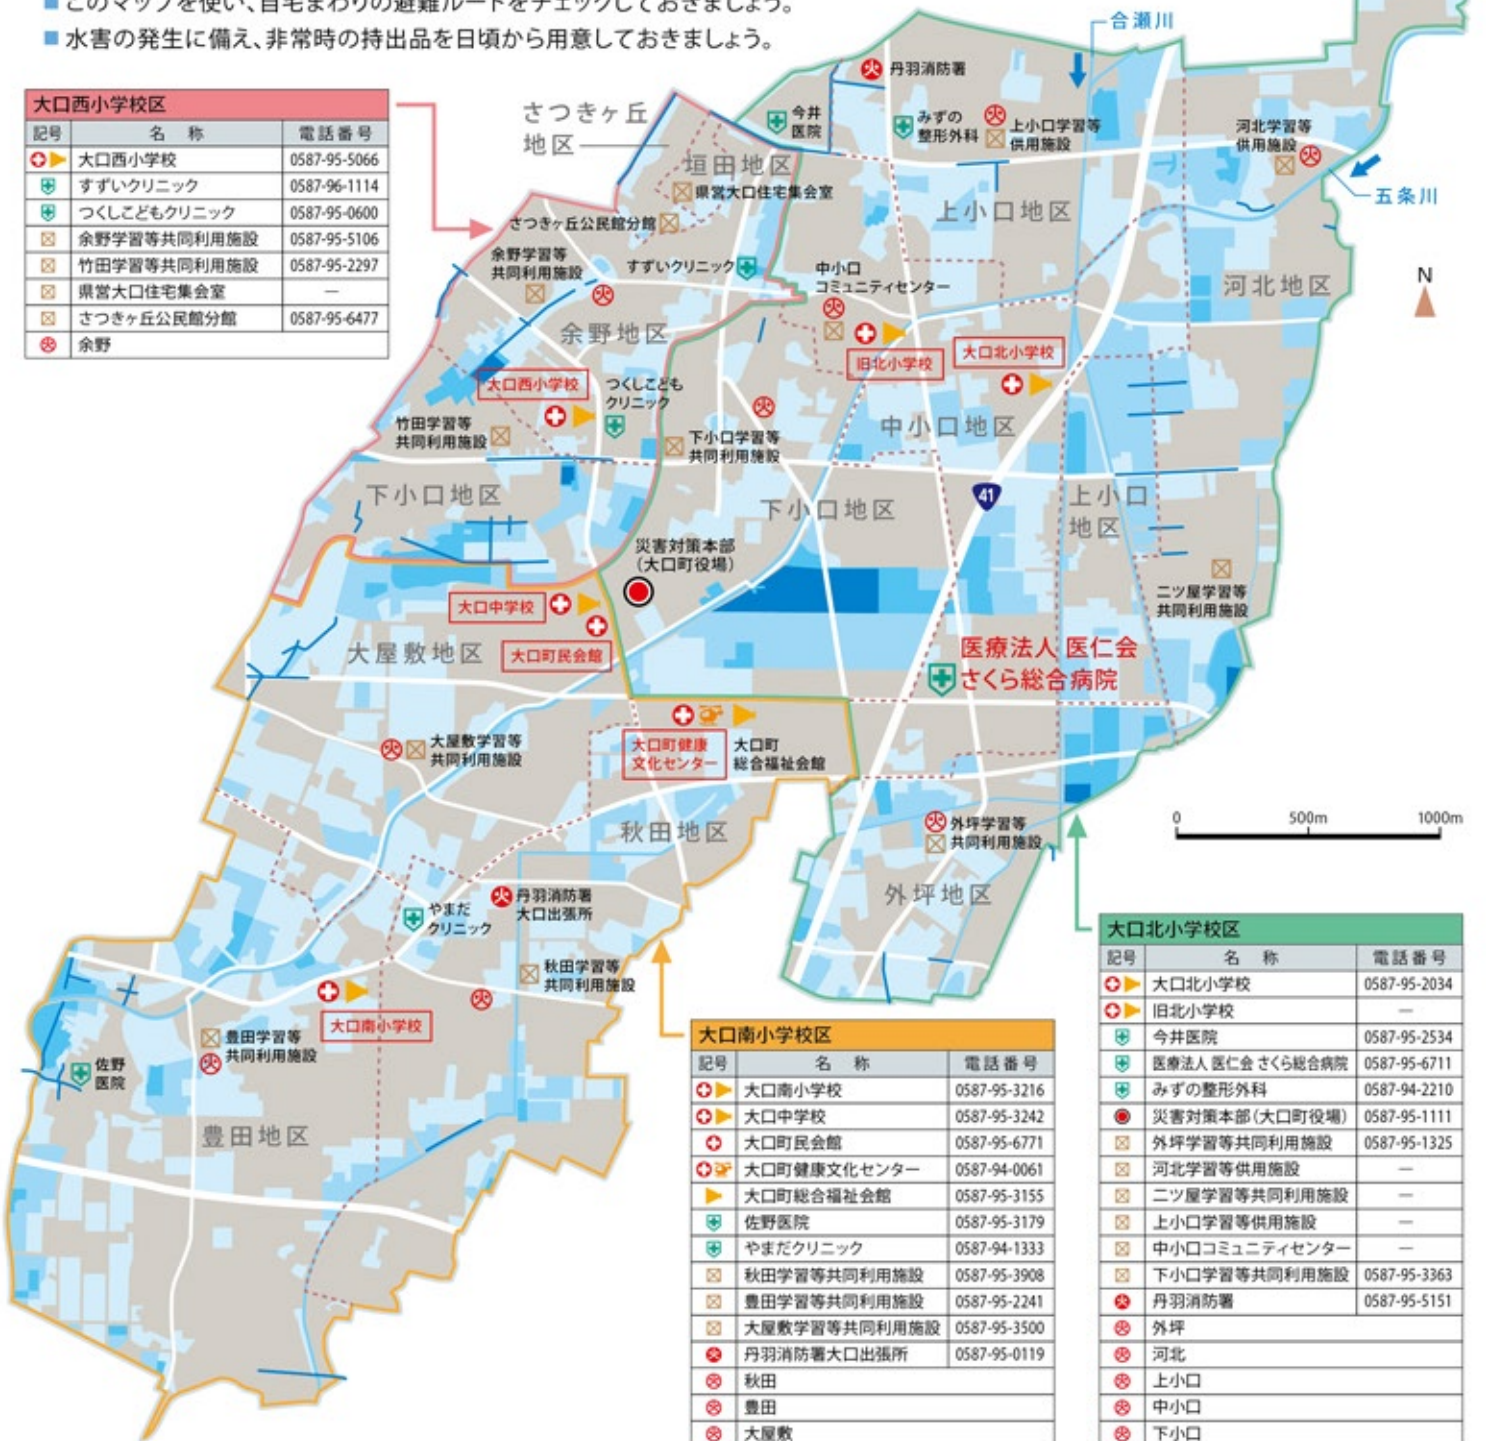 ■ このマップを使い、自宅まわりの避難ルートをチェックしておきましょう。
■ 水害の発生に備え、非常時の持出品を日頃から用意しておきましょう。
大口西小学校区
記号 名 称 電話番号
大口西小学校 0587-95-5066
すずいクリニック 0587-96-1114
つくしこどもクリニック 0587-95-0600
余野学習等共同利用施設 0587-95-5106
竹田学習等共同利用施設 0587-95-2297
県営大口住宅集会室 —
さつきヶ丘公民館分館 0587-95-6477
余野
合瀬川
丹羽消防署
さつきヶ丘
地区
今井
医院
みずの
整形外科
上小口学習等
供用施設
河北学習等
供用施設
五条川
垣田地区
県営大口住宅集会室
上小口地区
さつきヶ丘公民館分館
余野学習等
共同利用施設
すずいクリニック
中小口
コミュニティセンター
河北地区
N
余野地区
旧北小学校
大口北小学校
大口西小学校
つくしこども
クリニック
竹田学習等
共同利用施設
下小口学習等
共同利用施設
中小口地区
下小口地区
下小口地区
41
上小口
地区
災害対策本部
(大口町役場)
二ツ屋学習等
共同利用施設
大口中学校
大口町民会館
大屋敷地区
医療法人 医仁会
さくら総合病院
大口町健康
文化センター
大口町
総合福祉会館
大屋敷学習等
共同利用施設
秋田地区
外坪学習等
共同利用施設
0 500m 1000m
外坪地区
やまだ
クリニック
丹羽消防署
大口出張所
秋田学習等
共同利用施設
大口南小学校
豊田学習等
共同利用施設
佐野
医院
豊田地区
大口南小学校区
記号 名 称 電話番号
大口南小学校 0587-95-3216
大口中学校 0587-95-3242
大口町民会館 0587-95-6771
大口町健康文化センター 0587-94-0061
大口町総合福祉会館 0587-95-3155
佐野医院 0587-95-3179
やまだクリニック 0587-94-1333
秋田学習等共同利用施設 0587-95-3908
豊田学習等共同利用施設 0587-95-2241
大屋敷学習等共同利用施設 0587-95-3500
丹羽消防署大口出張所 0587-95-0119
秋田
豊田
大屋敷
大口北小学校区
記号 名 称 電話番号
大口北小学校 0587-95-2034
旧北小学校 —
今井医院 0587-95-2534
医療法人 医仁会 さくら総合病院 0587-95-6711
みずの整形外科 0587-94-2210
災害対策本部(大口町役場) 0587-95-1111
外坪学習等共同利用施設 0587-95-1325
河北学習等供用施設 —
二ツ屋学習等共同利用施設 —
上小口学習等供用施設 —
中小口コミュニティセンター —
下小口学習等共同利用施設 0587-95-3363
丹羽消防署 0587-95-5151
外坪
河北
上小口
中小口
下小口